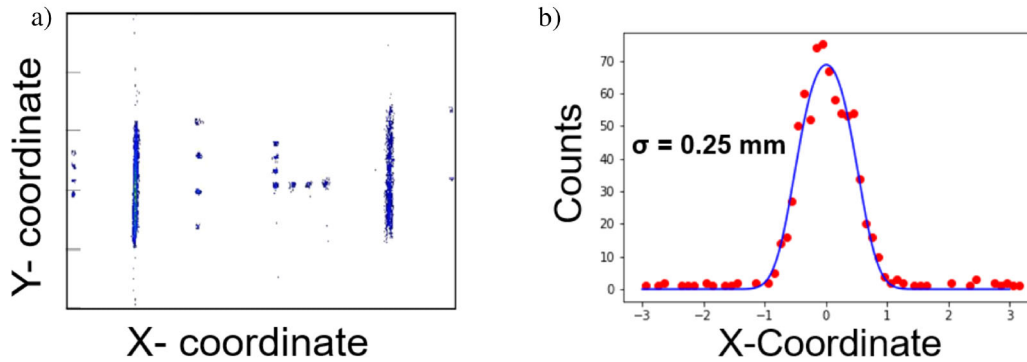 a)
Y- coordinate
X- coordinate
b)
Counts
70
60
50
40
30
20
10
0
σ = 0.25 mm
−3 −2 −1 0 1 2 3
X-Coordinate